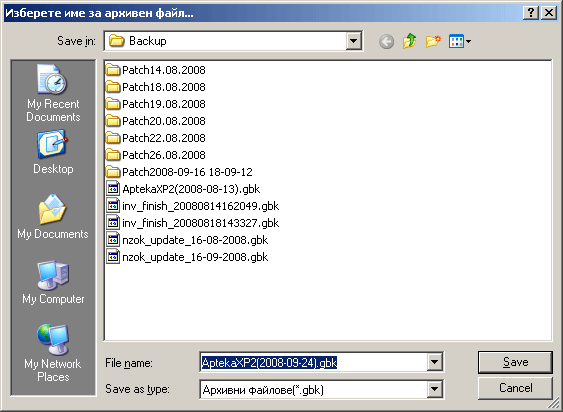 Изберете име за архивен файл...
Save in:
Backup
My Recent
Documents
Desktop
My Documents
My Computer
My Network
Places
Patch14.08.2008
Patch18.08.2008
Patch19.08.2008
Patch20.08.2008
Patch22.08.2008
Patch26.08.2008
Patch2008-09-16 18-09-12
AptekaXP2(2008-08-13).gbk
inv_finish_20080814162049.gbk
inv_finish_20080818143327.gbk
nzok_update_16-08-2008.gbk
nzok_update_16-09-2008.gbk
File name:
AptekaXP2(2008-09-24).gbk
Save
Save as type:
Архивни файлове(*.gbk)
Cancel